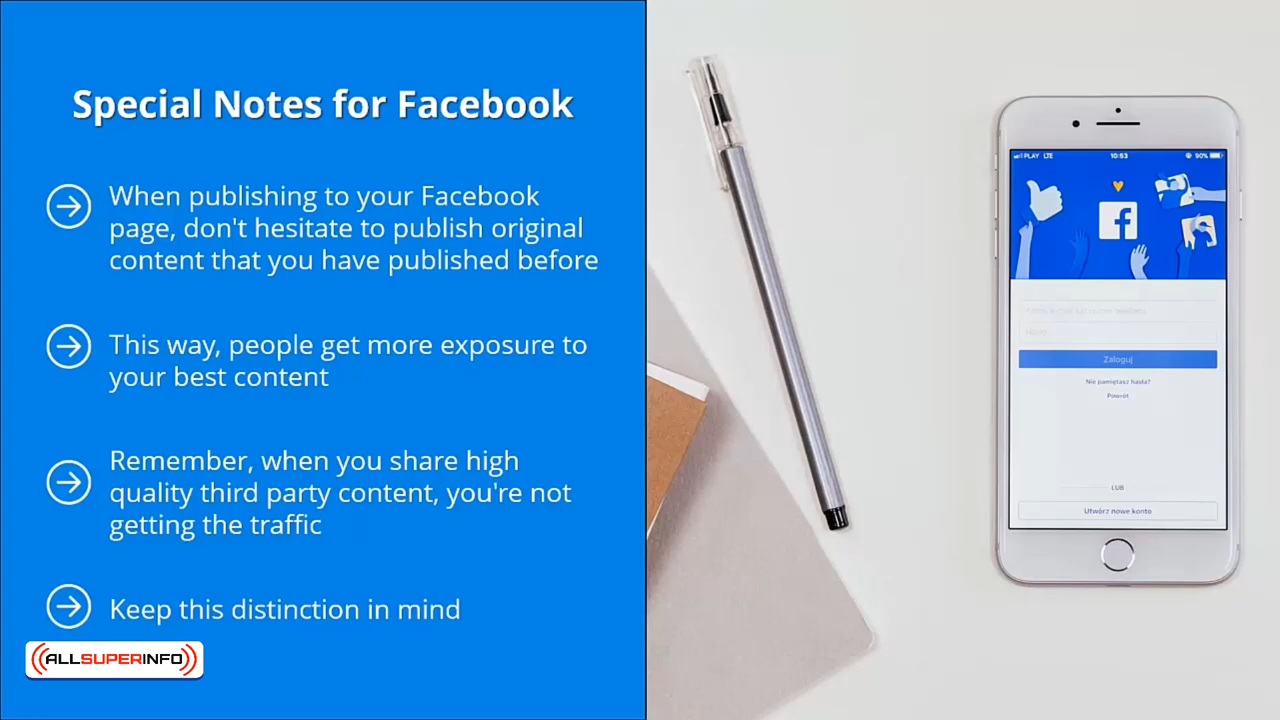 Special Notes for Facebook
When publishing to your Facebook
page, don't hesitate to publish original
content that you have published before
This way, people get more exposure to
your best content
Remember, when you share high
quality third party content, you're not
getting the traffic
Keep this distinction in mind
ALLSUPERINFO
PLAY LTE 10:53 90%
Zaloguj
Nie pamiętasz hasła?
Powrót
LUB
Utwórz nowe konto